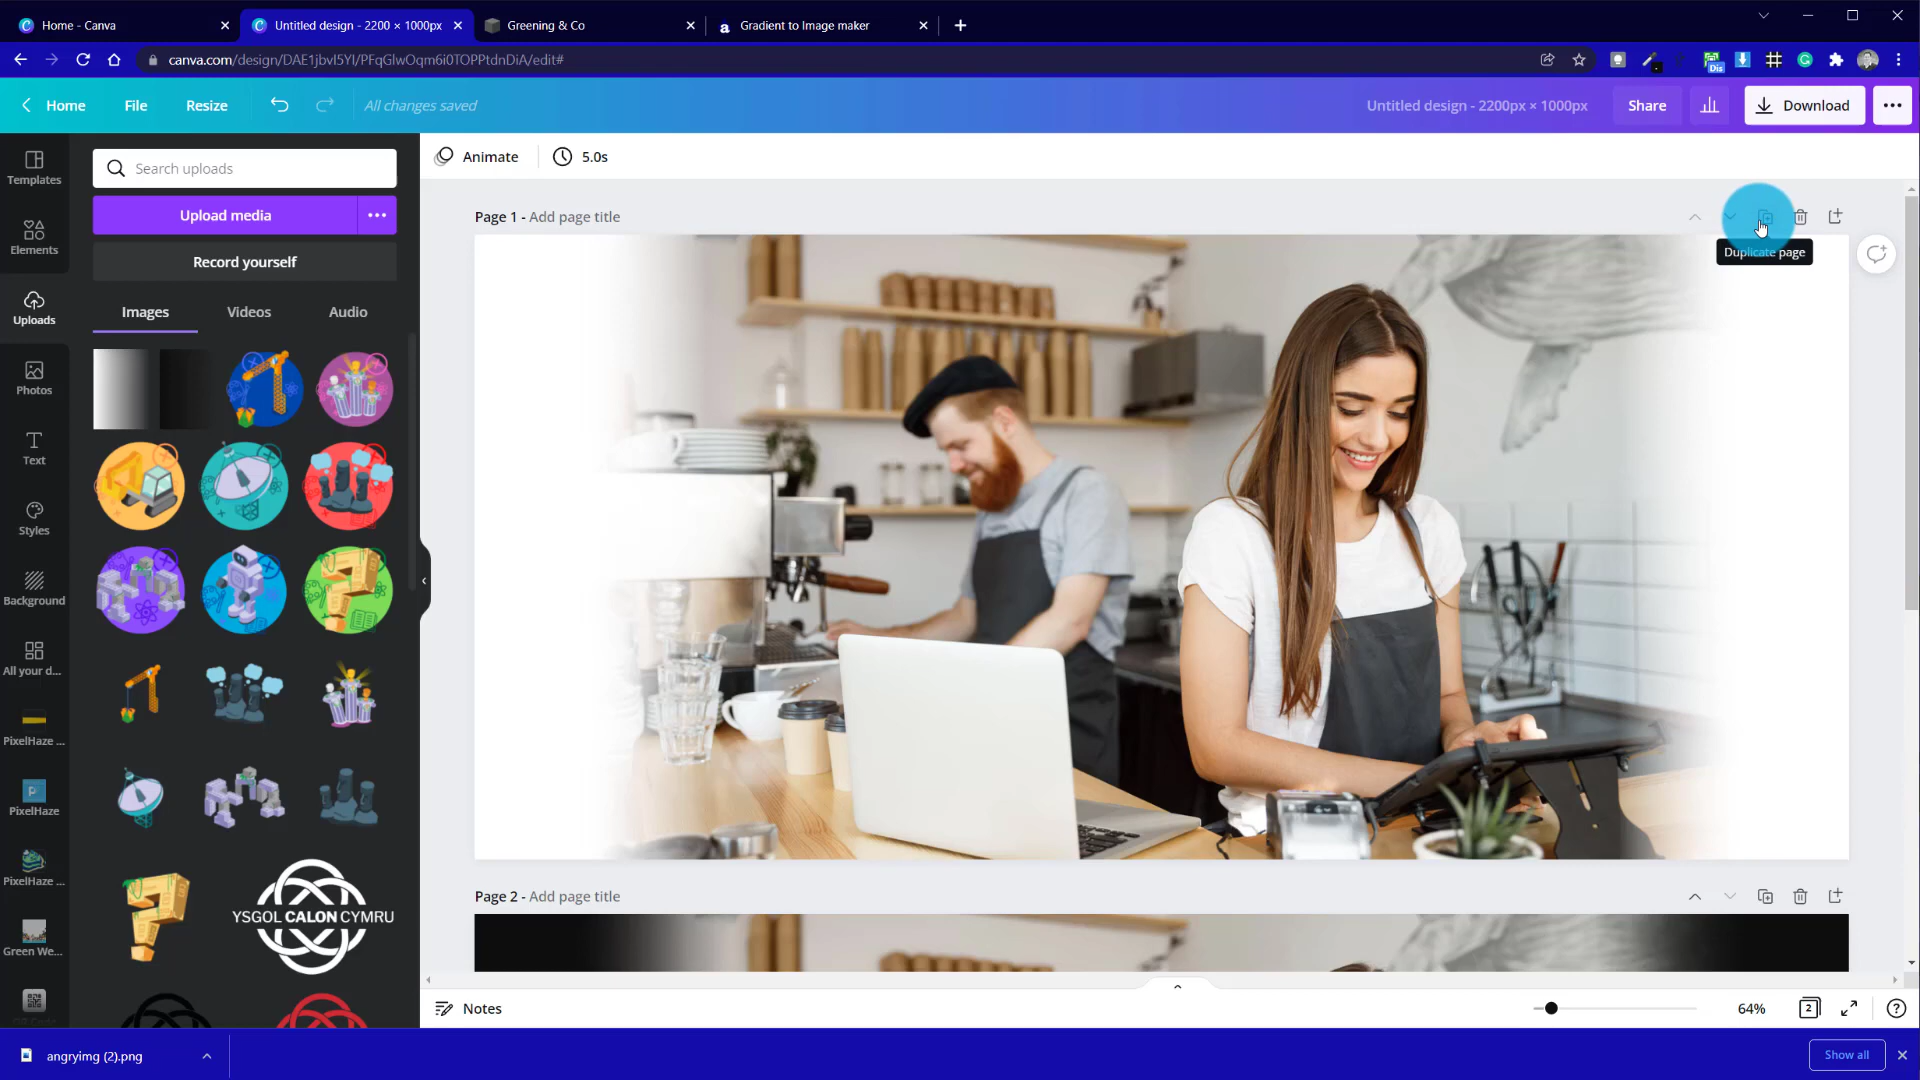 Home - Canva
Untitled design - 2200 × 1000px
Greening & Co
Gradient to Image maker
canva.com/design/DAE1jbvI5YI/PFqGlwOqm6i0TOPPtdnDiA/edit#
Dis
Home
File
Resize
All changes saved
Untitled design - 2200px × 1000px
Share
Download
Templates
Elements
Uploads
Photos
Text
Styles
Background
All your d...
PixelHaze ...
PixelHaze
PixelHaze ...
Green We...
Search uploads
Upload media
Record yourself
Images
Videos
Audio
YSGOL CALON CYMRU
Animate
5.0s
Page 1 - Add page title
Duplicate page
Page 2 - Add page title
Notes
64%
2
angryimg (2).png
Show all